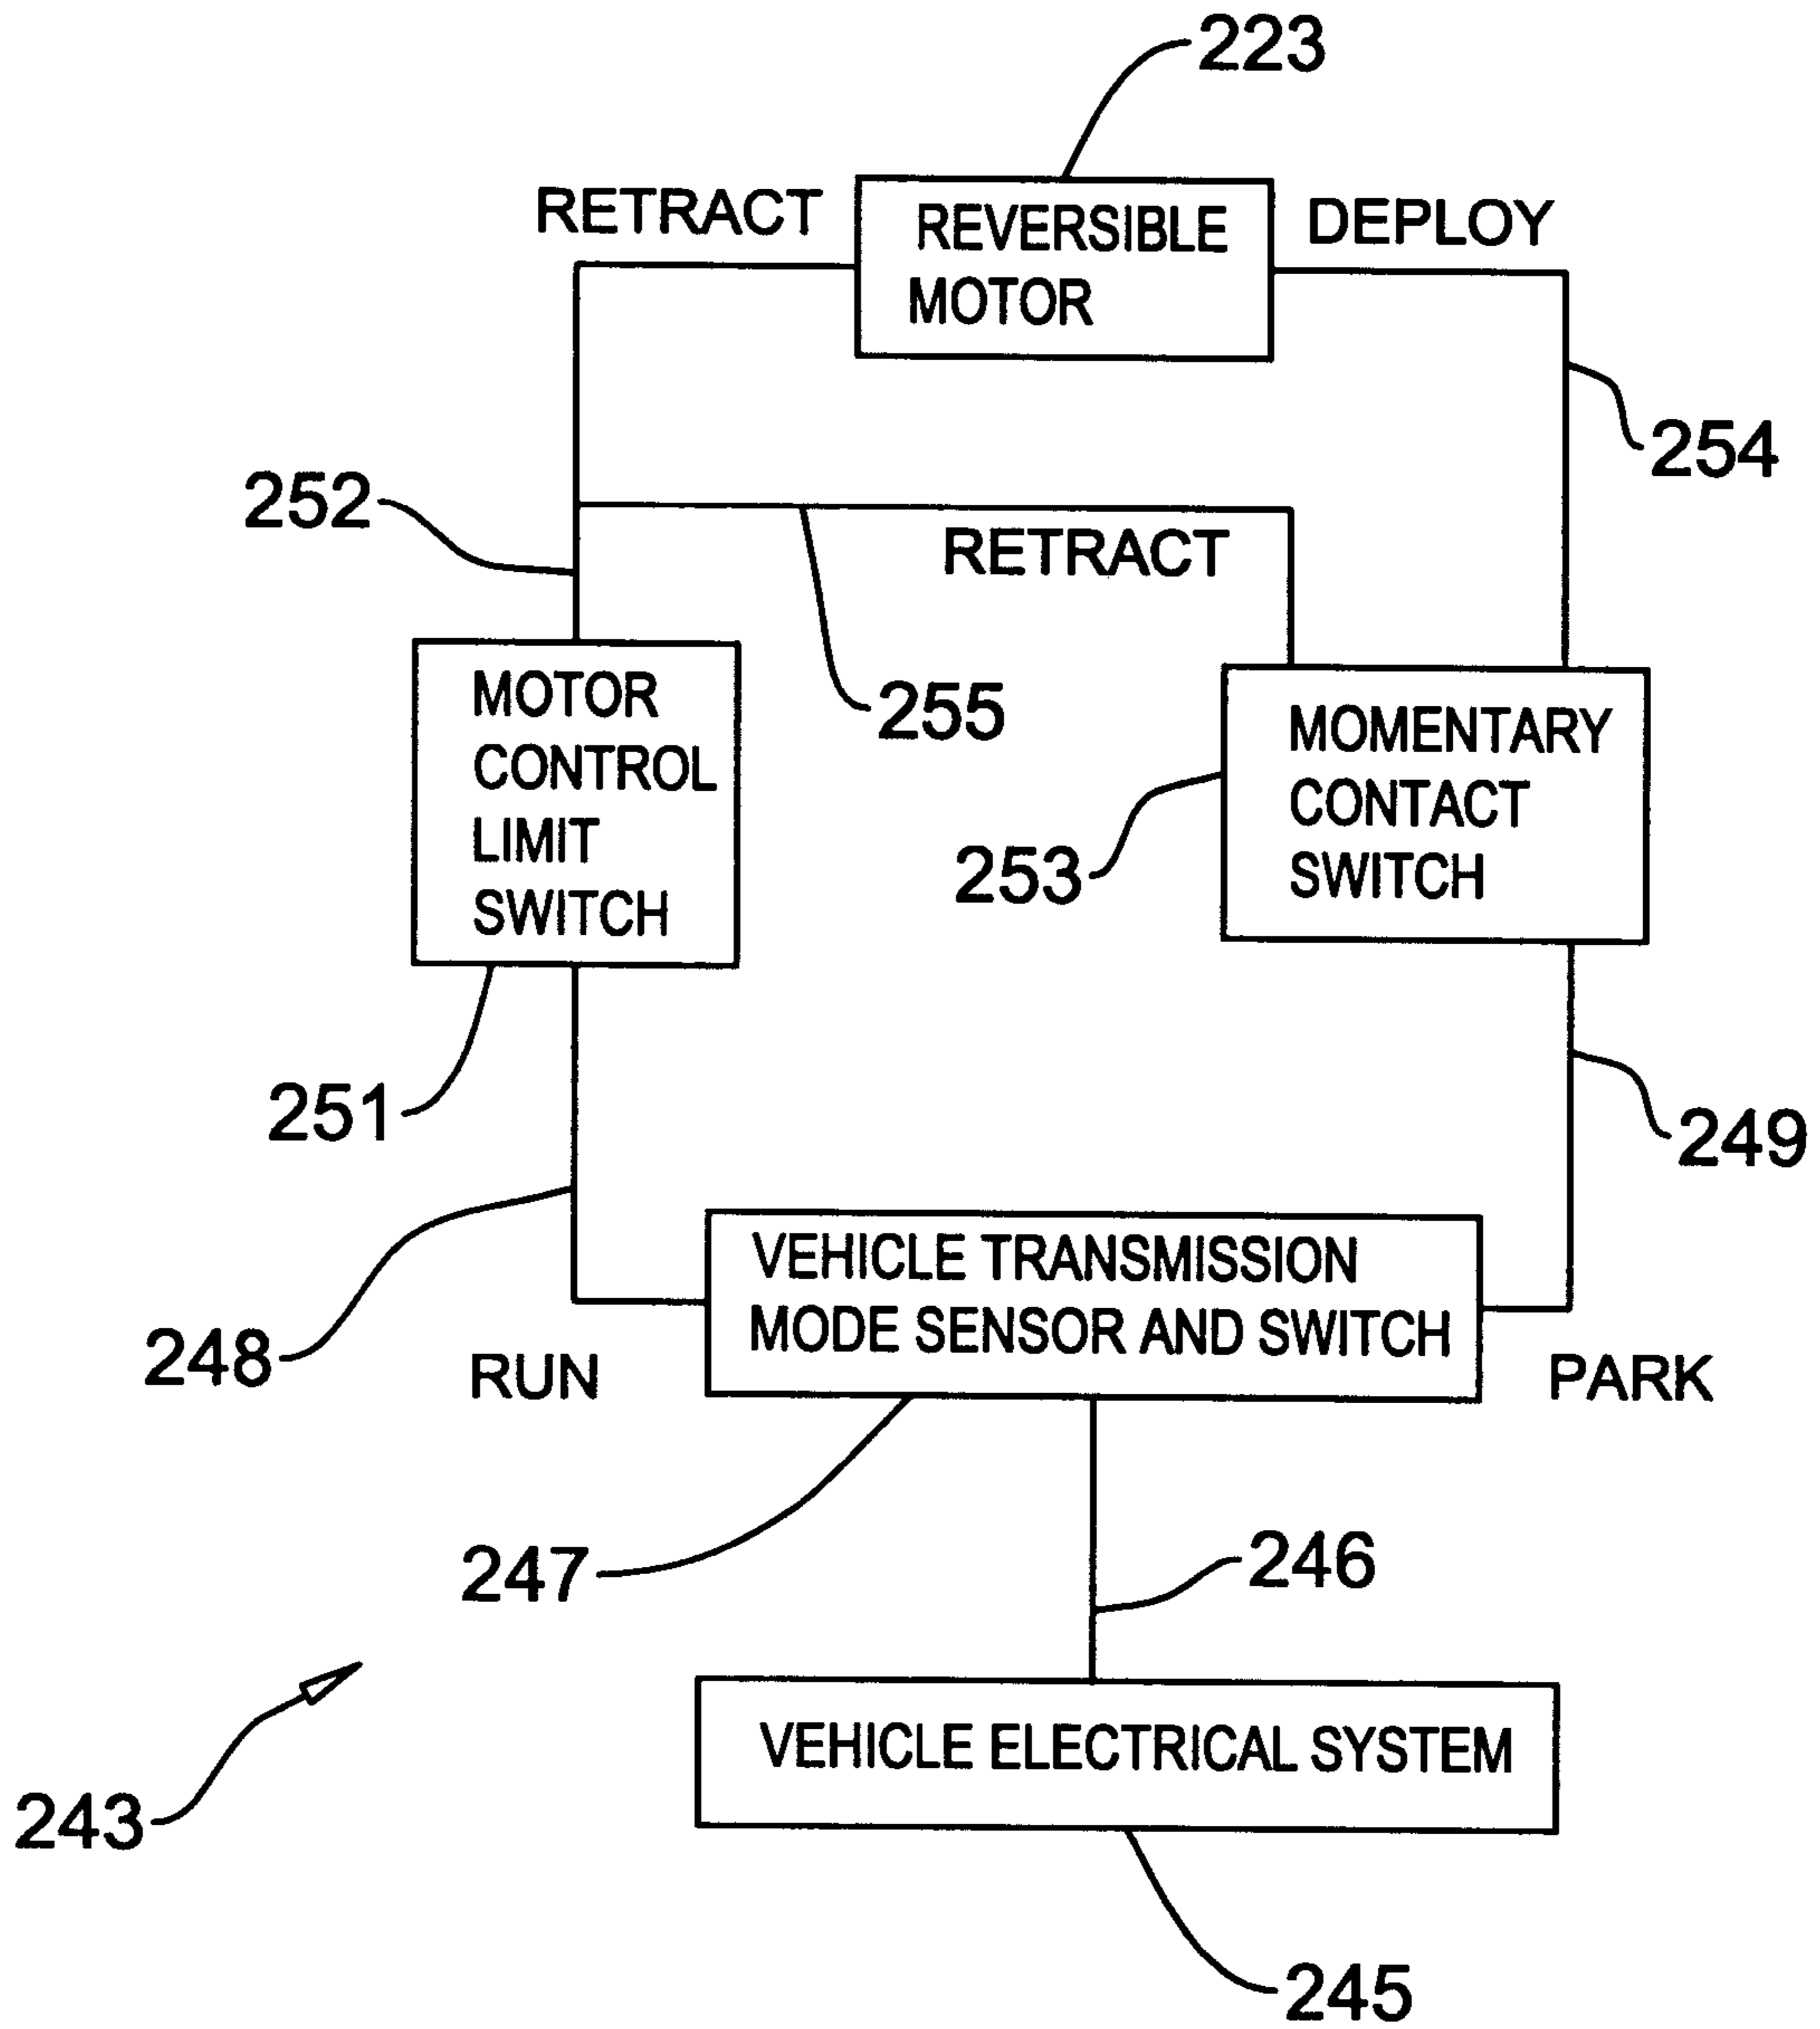 223
RETRACT
REVERSIBLE
MOTOR
DEPLOY
254
252
RETRACT
255
MOTOR
CONTROL
LIMIT
SWITCH
MOMENTARY
CONTACT
SWITCH
253
251
249
248
RUN
VEHICLE TRANSMISSION
MODE SENSOR AND SWITCH
PARK
247
246
243
VEHICLE ELECTRICAL SYSTEM
245